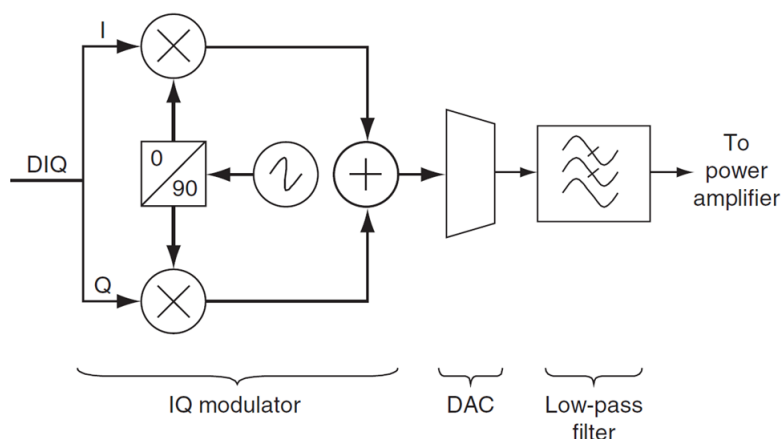 I
DIQ
0
90
Q
To
power
amplifier
IQ modulator
DAC
Low-pass
filter